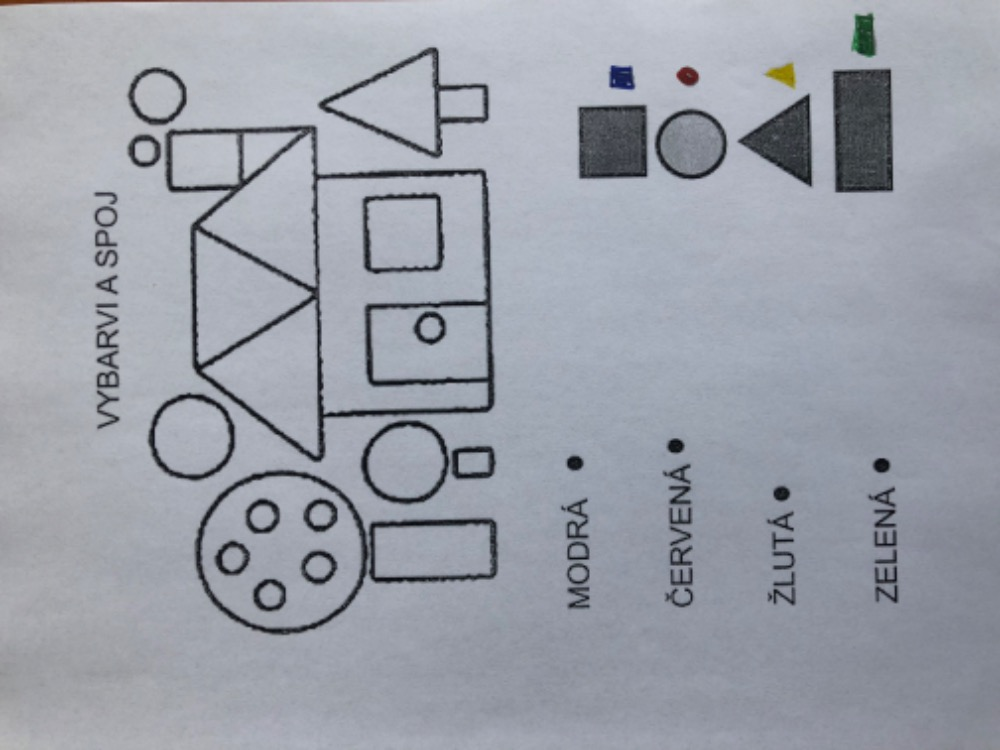 VYBARVI A SPOJ
MODRÁ
ČERVENÁ
ŽLUTÁ
ZELENÁ